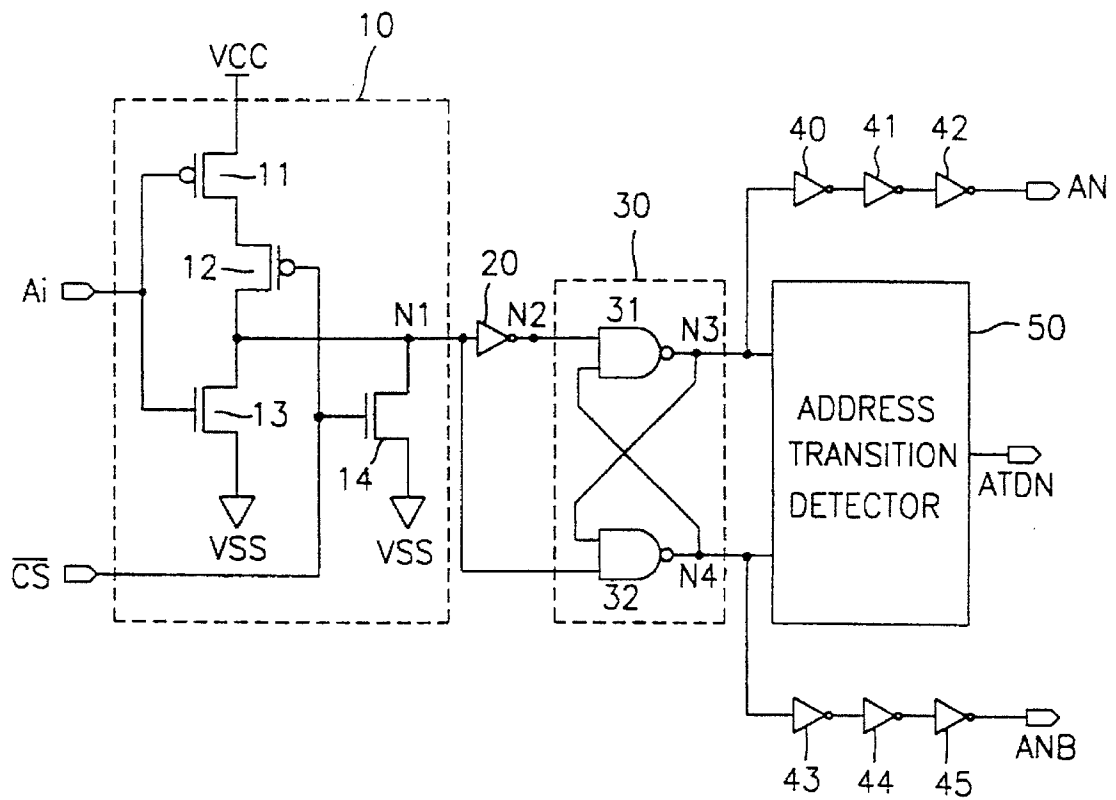 10
VCC
11
12
Ai
N1
13
14
VSS
VSS
C̅S̅
20
N2
30
31
N3
32
N4
40
41
42
AN
50
ADDRESS
TRANSITION
DETECTOR
ATDN
43
44
45
ANB